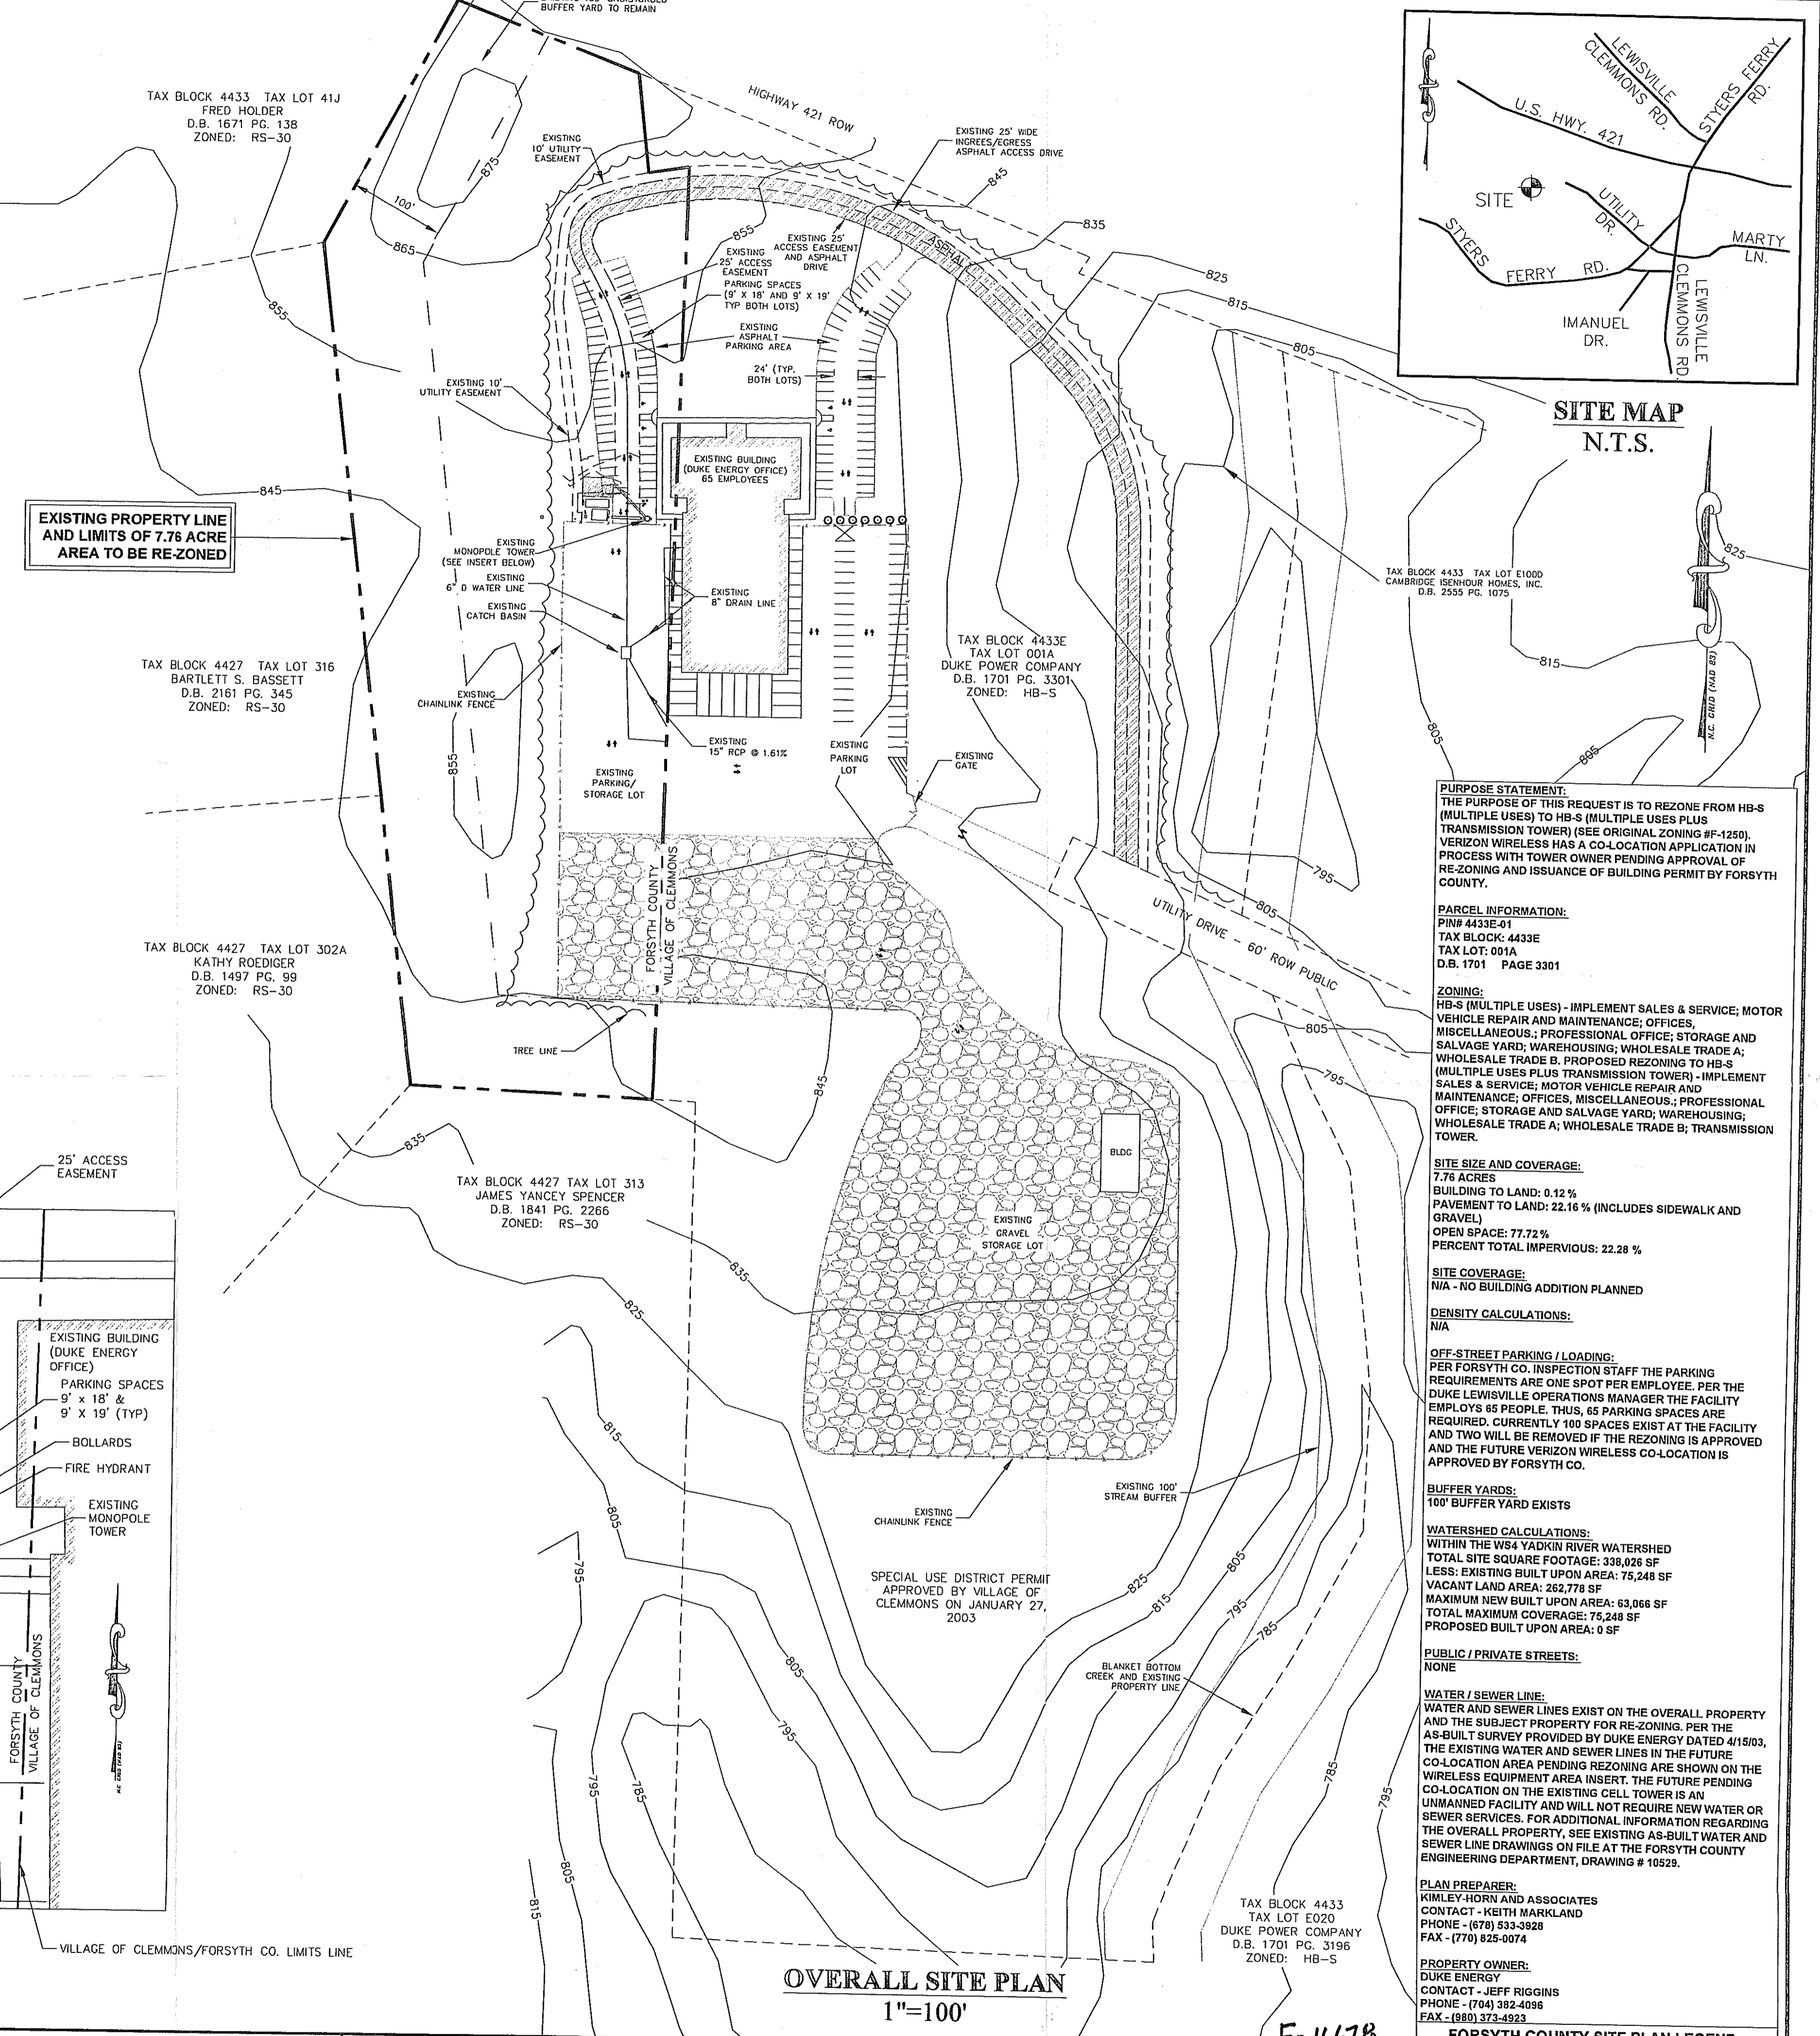 BUFFER YARD TO REMAIN
TAX BLOCK 4433 TAX LOT 41J
FRED HOLDER
D.B. 1671 PG. 138
ZONED: RS-30
HIGHWAY 421 ROW
EXISTING
10' UTILITY
EASEMENT
EXISTING 25' WIDE
INGREES/EGRESS
ASPHALT ACCESS DRIVE
875
100'
865
855
845
835
825
815
805
855
EXISTING 25'
ACCESS EASEMENT
AND ASPHALT
DRIVE
ASPHALT
EXISTING
25' ACCESS
EASEMENT
PARKING SPACES
(9' X 18' AND 9' X 19'
TYP BOTH LOTS)
EXISTING
ASPHALT
PARKING AREA
24' (TYP.
BOTH LOTS)
855
EXISTING 10'
UTILITY EASEMENT
EXISTING BUILDING
(DUKE ENERGY OFFICE)
65 EMPLOYEES
845
EXISTING PROPERTY LINE
AND LIMITS OF 7.76 ACRE
AREA TO BE RE-ZONED
EXISTING
MONOPOLE TOWER
(SEE INSERT BELOW)
EXISTING
6" D WATER LINE
EXISTING
CATCH BASIN
EXISTING
8" DRAIN LINE
TAX BLOCK 4433E
TAX LOT 001A
DUKE POWER COMPANY
D.B. 1701 PG. 3301
ZONED: HB-S
TAX BLOCK 4433 TAX LOT E100D
CAMBRIDGE ISENHOUR HOMES, INC.
D.B. 2555 PG. 1075
825
815
805
805
TAX BLOCK 4427 TAX LOT 316
BARTLETT S. BASSETT
D.B. 2161 PG. 345
ZONED: RS-30
EXISTING
CHAINLINK FENCE
855
EXISTING
15" RCP @ 1.61%
EXISTING
PARKING/
STORAGE LOT
EXISTING
PARKING
LOT
EXISTING
GATE
795
805
UTILITY DRIVE - 60' ROW PUBLIC
FORSYTH COUNTY
VILLAGE OF CLEMMONS
TAX BLOCK 4427 TAX LOT 302A
KATHY ROEDIGER
D.B. 1497 PG. 99
ZONED: RS-30
TREE LINE
845
805
795
835
TAX BLOCK 4427 TAX LOT 313
JAMES YANCEY SPENCER
D.B. 1841 PG. 2266
ZONED: RS-30
BLDG
EXISTING
GRAVEL
STORAGE LOT
835
825
815
805
795
EXISTING
CHAINLINK FENCE
EXISTING 100'
STREAM BUFFER
SPECIAL USE DISTRICT PERMIT
APPROVED BY VILLAGE OF
CLEMMONS ON JANUARY 27,
2003
825
815
805
795
785
BLANKET BOTTOM
CREEK AND EXISTING
PROPERTY LINE
805
795
795
785
805
815
785
795
TAX BLOCK 4433
TAX LOT E020
DUKE POWER COMPANY
D.B. 1701 PG. 3196
ZONED: HB-S
OVERALL SITE PLAN
1"=100'
25' ACCESS
EASEMENT
EXISTING BUILDING
(DUKE ENERGY
OFFICE)
PARKING SPACES
9' x 18' &
9' X 19' (TYP)
BOLLARDS
FIRE HYDRANT
EXISTING
MONOPOLE
TOWER
FORSYTH COUNTY
VILLAGE OF CLEMMONS
N.C. GRID (NAD 83)
VILLAGE OF CLEMMONS/FORSYTH CO. LIMITS LINE
LEWISVILLE
CLEMMONS RD.
STYERS FERRY
RD.
U.S. HWY. 421
SITE
UTILITY
DR.
MARTY
LN.
STYERS
FERRY RD.
IMANUEL
DR.
LEWISVILLE
CLEMMONS RD.
SITE MAP
N.T.S.
N.C. GRID (NAD 83)
PURPOSE STATEMENT:
THE PURPOSE OF THIS REQUEST IS TO REZONE FROM HB-S
(MULTIPLE USES) TO HB-S (MULTIPLE USES PLUS
TRANSMISSION TOWER) (SEE ORIGINAL ZONING #F-1250).
VERIZON WIRELESS HAS A CO-LOCATION APPLICATION IN
PROCESS WITH TOWER OWNER PENDING APPROVAL OF
RE-ZONING AND ISSUANCE OF BUILDING PERMIT BY FORSYTH
COUNTY.
PARCEL INFORMATION:
PIN# 4433E-01
TAX BLOCK: 4433E
TAX LOT: 001A
D.B. 1701 PAGE 3301
ZONING:
HB-S (MULTIPLE USES) - IMPLEMENT SALES & SERVICE; MOTOR
VEHICLE REPAIR AND MAINTENANCE; OFFICES,
MISCELLANEOUS.; PROFESSIONAL OFFICE; STORAGE AND
SALVAGE YARD; WAREHOUSING; WHOLESALE TRADE A;
WHOLESALE TRADE B. PROPOSED REZONING TO HB-S
(MULTIPLE USES PLUS TRANSMISSION TOWER) - IMPLEMENT
SALES & SERVICE; MOTOR VEHICLE REPAIR AND
MAINTENANCE; OFFICES, MISCELLANEOUS.; PROFESSIONAL
OFFICE; STORAGE AND SALVAGE YARD; WAREHOUSING;
WHOLESALE TRADE A; WHOLESALE TRADE B; TRANSMISSION
TOWER.
SITE SIZE AND COVERAGE:
7.76 ACRES
BUILDING TO LAND: 0.12 %
PAVEMENT TO LAND: 22.16 % (INCLUDES SIDEWALK AND
GRAVEL)
OPEN SPACE: 77.72 %
PERCENT TOTAL IMPERVIOUS: 22.28 %
SITE COVERAGE:
N/A - NO BUILDING ADDITION PLANNED
DENSITY CALCULATIONS:
N/A
OFF-STREET PARKING / LOADING:
PER FORSYTH CO. INSPECTION STAFF THE PARKING
REQUIREMENTS ARE ONE SPOT PER EMPLOYEE. PER THE
DUKE LEWISVILLE OPERATIONS MANAGER THE FACILITY
EMPLOYS 65 PEOPLE. THUS, 65 PARKING SPACES ARE
REQUIRED. CURRENTLY 100 SPACES EXIST AT THE FACILITY
AND TWO WILL BE REMOVED IF THE REZONING IS APPROVED
AND THE FUTURE VERIZON WIRELESS CO-LOCATION IS
APPROVED BY FORSYTH CO.
BUFFER YARDS:
100' BUFFER YARD EXISTS
WATERSHED CALCULATIONS:
WITHIN THE WS4 YADKIN RIVER WATERSHED
TOTAL SITE SQUARE FOOTAGE: 338,026 SF
LESS: EXISTING BUILT UPON AREA: 75,248 SF
VACANT LAND AREA: 262,778 SF
MAXIMUM NEW BUILT UPON AREA: 63,066 SF
TOTAL MAXIMUM COVERAGE: 75,248 SF
PROPOSED BUILT UPON AREA: 0 SF
PUBLIC / PRIVATE STREETS:
NONE
WATER / SEWER LINE:
WATER AND SEWER LINES EXIST ON THE OVERALL PROPERTY
AND THE SUBJECT PROPERTY FOR RE-ZONING. PER THE
AS-BUILT SURVEY PROVIDED BY DUKE ENERGY DATED 4/15/03,
THE EXISTING WATER AND SEWER LINES IN THE FUTURE
CO-LOCATION AREA PENDING REZONING ARE SHOWN ON THE
WIRELESS EQUIPMENT AREA INSERT. THE FUTURE PENDING
CO-LOCATION ON THE EXISTING CELL TOWER IS AN
UNMANNED FACILITY AND WILL NOT REQUIRE NEW WATER OR
SEWER SERVICES. FOR ADDITIONAL INFORMATION REGARDING
THE OVERALL PROPERTY, SEE EXISTING AS-BUILT WATER AND
SEWER LINE DRAWINGS ON FILE AT THE FORSYTH COUNTY
ENGINEERING DEPARTMENT, DRAWING # 10529.
PLAN PREPARER:
KIMLEY-HORN AND ASSOCIATES
CONTACT - KEITH MARKLAND
PHONE - (678) 533-3928
FAX - (770) 825-0074
PROPERTY OWNER:
DUKE ENERGY
CONTACT - JEFF RIGGINS
PHONE - (704) 382-4096
FAX - (980) 373-4923
FORSYTH COUNTY SITE PLAN LEGEND